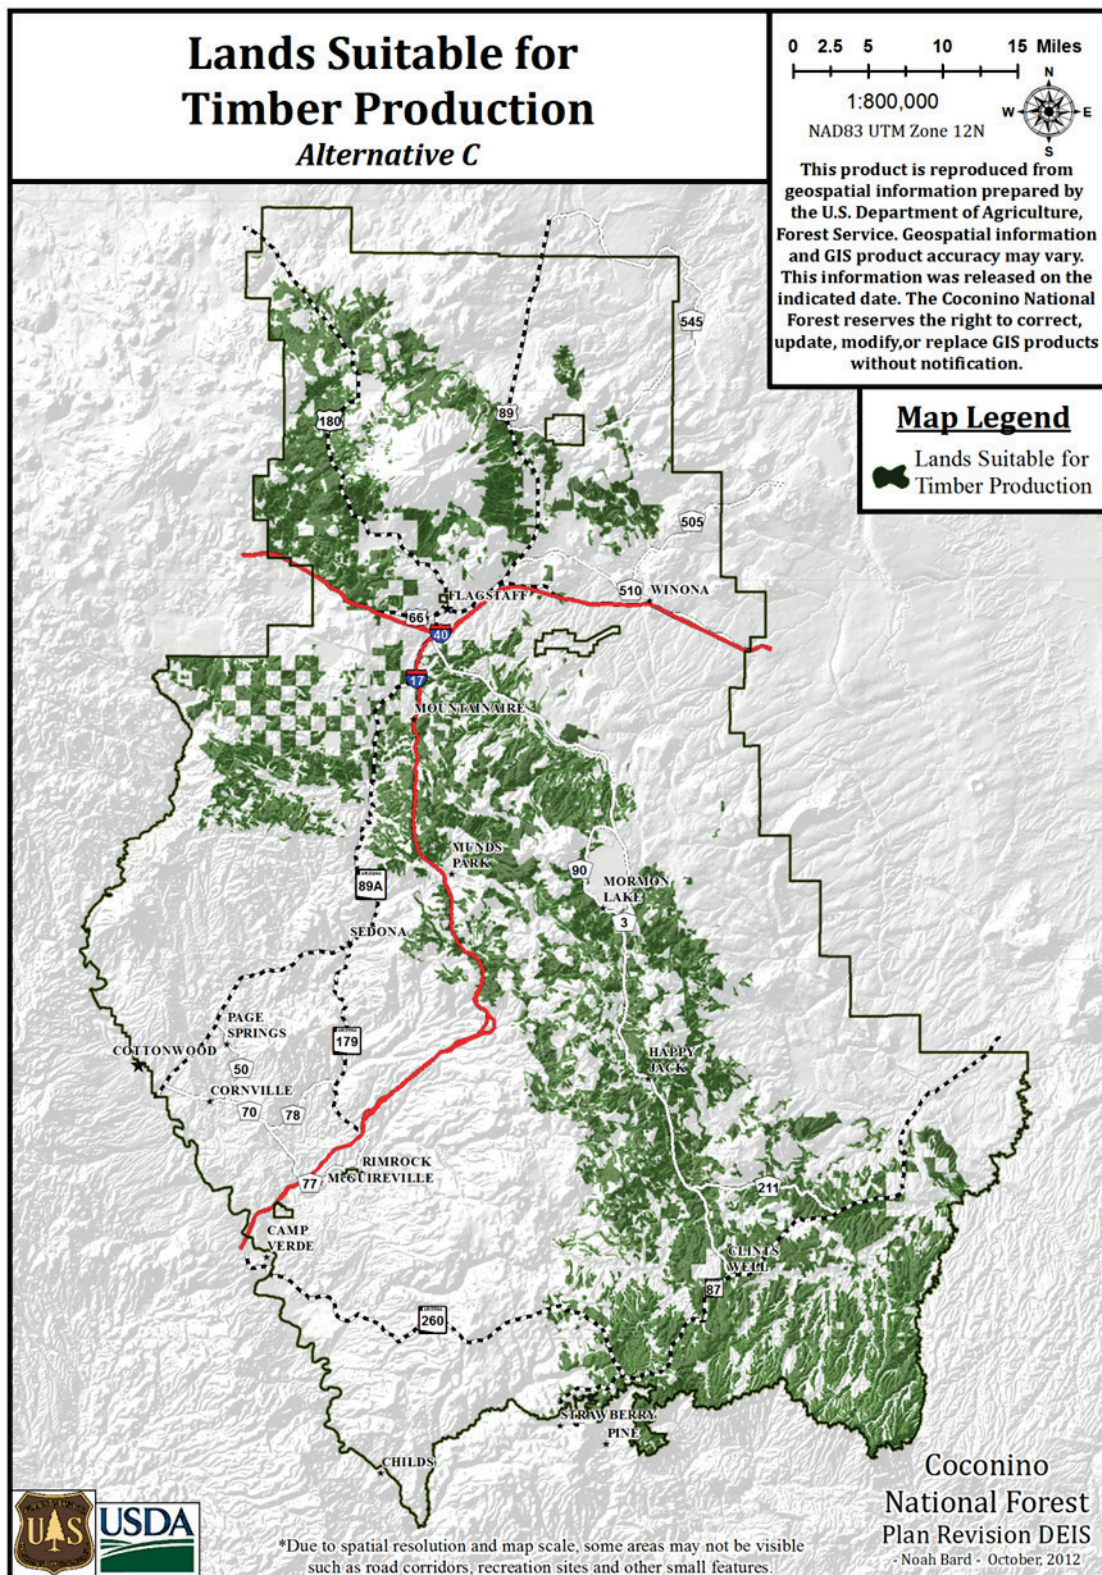 Lands Suitable for
Timber Production
Alternative C
0 2.5 5 10 15 Miles
1:800,000
NAD83 UTM Zone 12N
N
W E
S
This product is reproduced from
geospatial information prepared by
the U.S. Department of Agriculture,
Forest Service. Geospatial information
and GIS product accuracy may vary.
This information was released on the
indicated date. The Coconino National
Forest reserves the right to correct,
update, modify,or replace GIS products
without notification.
Map Legend
Lands Suitable for
Timber Production
545
180
89
505
510
WINONA
FLAGSTAFF
66
40
17
MOUNTAINAIRE
MUNDS
PARK
90
MORMON
LAKE
89A
3
SEDONA
PAGE
SPRINGS
179
COTTONWOOD
50
HAPPY
JACK
CORNVILLE
70
78
RIMROCK
MCGUIREVILLE
77
211
CAMP
VERDE
CLINTS
WELL
87
260
STRAWBERRY
PINE
CHILDS
Coconino
National Forest
Plan Revision DEIS
- Noah Bard - October, 2012
US
USDA
*Due to spatial resolution and map scale, some areas may not be visible
such as road corridors, recreation sites and other small features.